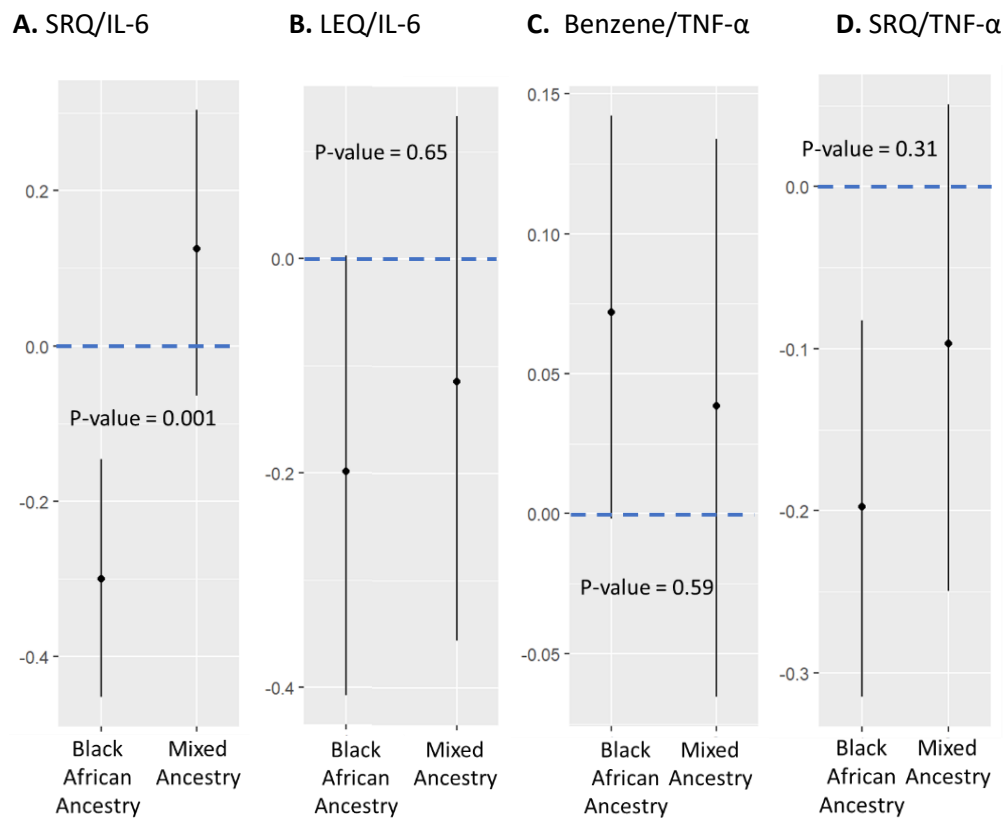 A. SRQ/IL-6
0.2
0.0
-0.2
-0.4
P-value = 0.001
Black
African
Ancestry
Mixed
Ancestry
B. LEQ/IL-6
0.0
-0.2
-0.4
P-value = 0.65
Black
African
Ancestry
Mixed
Ancestry
C. Benzene/TNF-α
0.15
0.10
0.05
0.00
-0.05
P-value = 0.59
Black
African
Ancestry
Mixed
Ancestry
D. SRQ/TNF-α
0.0
-0.1
-0.2
-0.3
P-value = 0.31
Black
African
Ancestry
Mixed
Ancestry